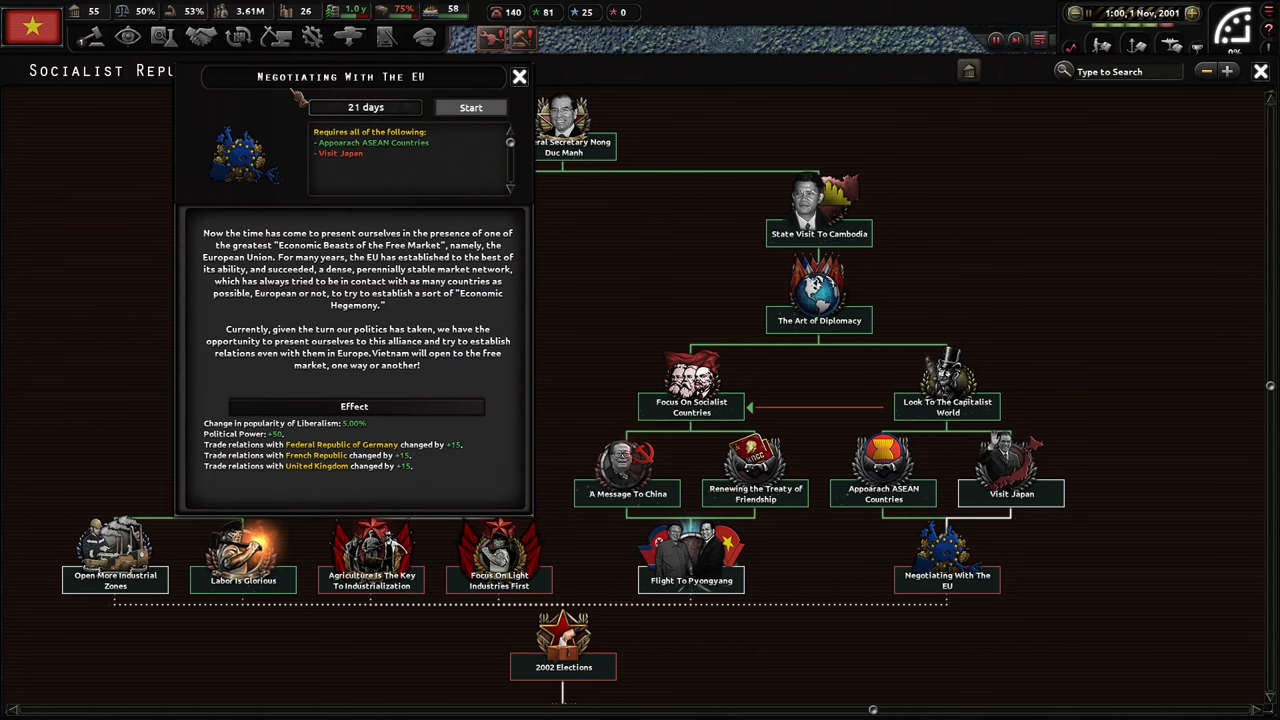 55 50% 53% 3.61M 26 1.0y 75% 58 140 81 25 0
1:00, 1 Nov, 2001
0%
SOCIALIST REPU
Type to Search
NEGOTIATING WITH THE EU
21 days
Start
Requires all of the following:
- Appoarach ASEAN Countries
- Visit Japan
Now the time has come to present ourselves in the presence of one of
the greatest "Economic Beasts of the Free Market", namely, the
European Union. For many years, the EU has established to the best of
its ability, and succeeded, a dense, perennially stable market network,
which has always tried to be in contact with as many countries as
possible, European or not, to try to establish a sort of "Economic
Hegemony."
Currently, given the turn our politics has taken, we have the
opportunity to present ourselves to this alliance and try to establish
relations even with them in Europe.Vietnam will open to the free
market, one way or another!
Effect
Change in popularity of Liberalism: 5.00%
Political Power: +50.
Trade relations with Federal Republic of Germany changed by +15.
Trade relations with French Republic changed by +15.
Trade relations with United Kingdom changed by +15.
eral Secretary Nong
Duc Manh
State Visit To Cambodia
The Art of Diplomacy
Focus On Socialist
Countries
Look To The Capitalist
World
A Message To China
Renewing the Treaty of
Friendship
Appoarach ASEAN
Countries
Visit Japan
Open More Industrial
Zones
Labor Is Glorious
Agriculture Is The Key
To Industrialization
Focus On Light
Industries First
Flight To Pyongyang
Negotiating With The
EU
2002 Elections